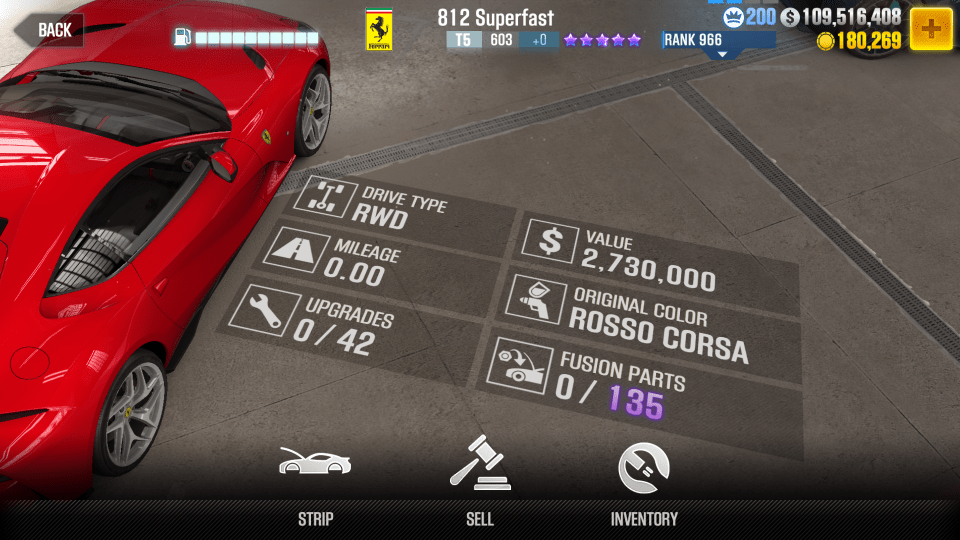 BACK
812 Superfast
T5 603 +0
RANK 966
200 109,516,408
180,269
DRIVE TYPE
RWD
MILEAGE
0.00
UPGRADES
0 / 42
VALUE
2,730,000
ORIGINAL COLOR
ROSSO CORSA
FUSION PARTS
0 / 135
STRIP
SELL
INVENTORY
Ferrari